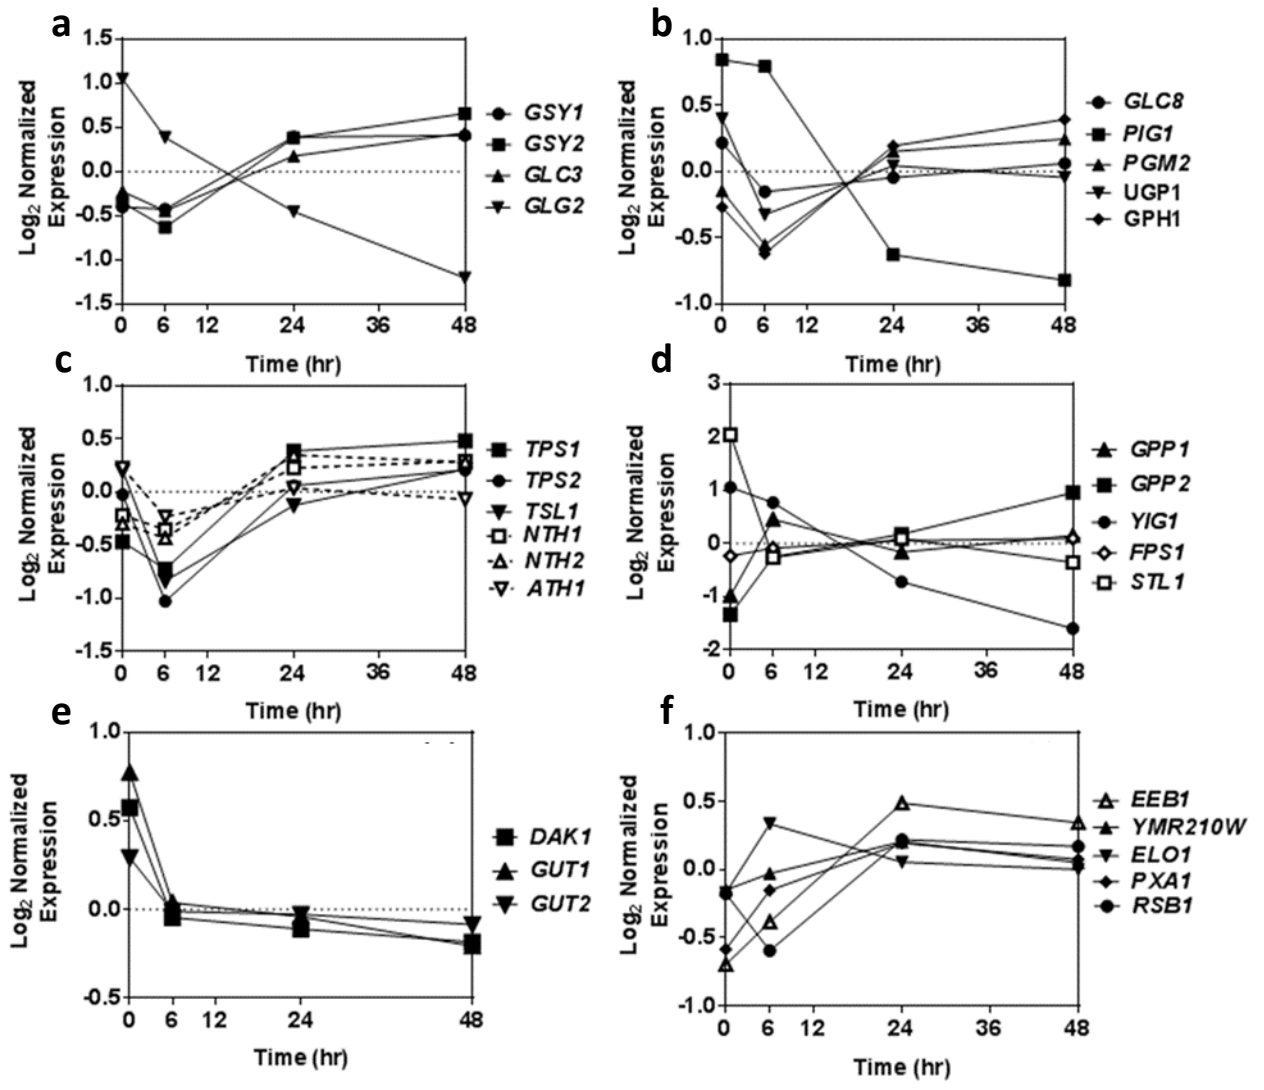 a
1.5
1.0
0.5
0.0
-0.5
-1.0
-1.5
Log2 Normalized
Expression
0 6 12 24 36 48
Time (hr)
GSY1
GSY2
GLC3
GLG2
b
1.0
0.5
0.0
-0.5
-1.0
Log2 Normalized
Expression
0 6 12 24 36 48
Time (hr)
GLC8
PIG1
PGM2
UGP1
GPH1
c
1.0
0.5
0.0
-0.5
-1.0
-1.5
Log2 Normalized
Expression
0 6 12 24 36 48
Time (hr)
TPS1
TPS2
TSL1
NTH1
NTH2
ATH1
d
3
2
1
0
-1
-2
Log2 Normalized
Expression
0 6 12 24 36 48
Time (hr)
GPP1
GPP2
YIG1
FPS1
STL1
e
1.0
0.5
0.0
-0.5
Log2 Normalized
Expression
0 6 12 24 48
Time (hr)
DAK1
GUT1
GUT2
f
1.0
0.5
0.0
-0.5
-1.0
Log2 Normalized
Expression
0 6 12 24 36 48
Time (hr)
EEB1
YMR210W
ELO1
PXA1
RSB1